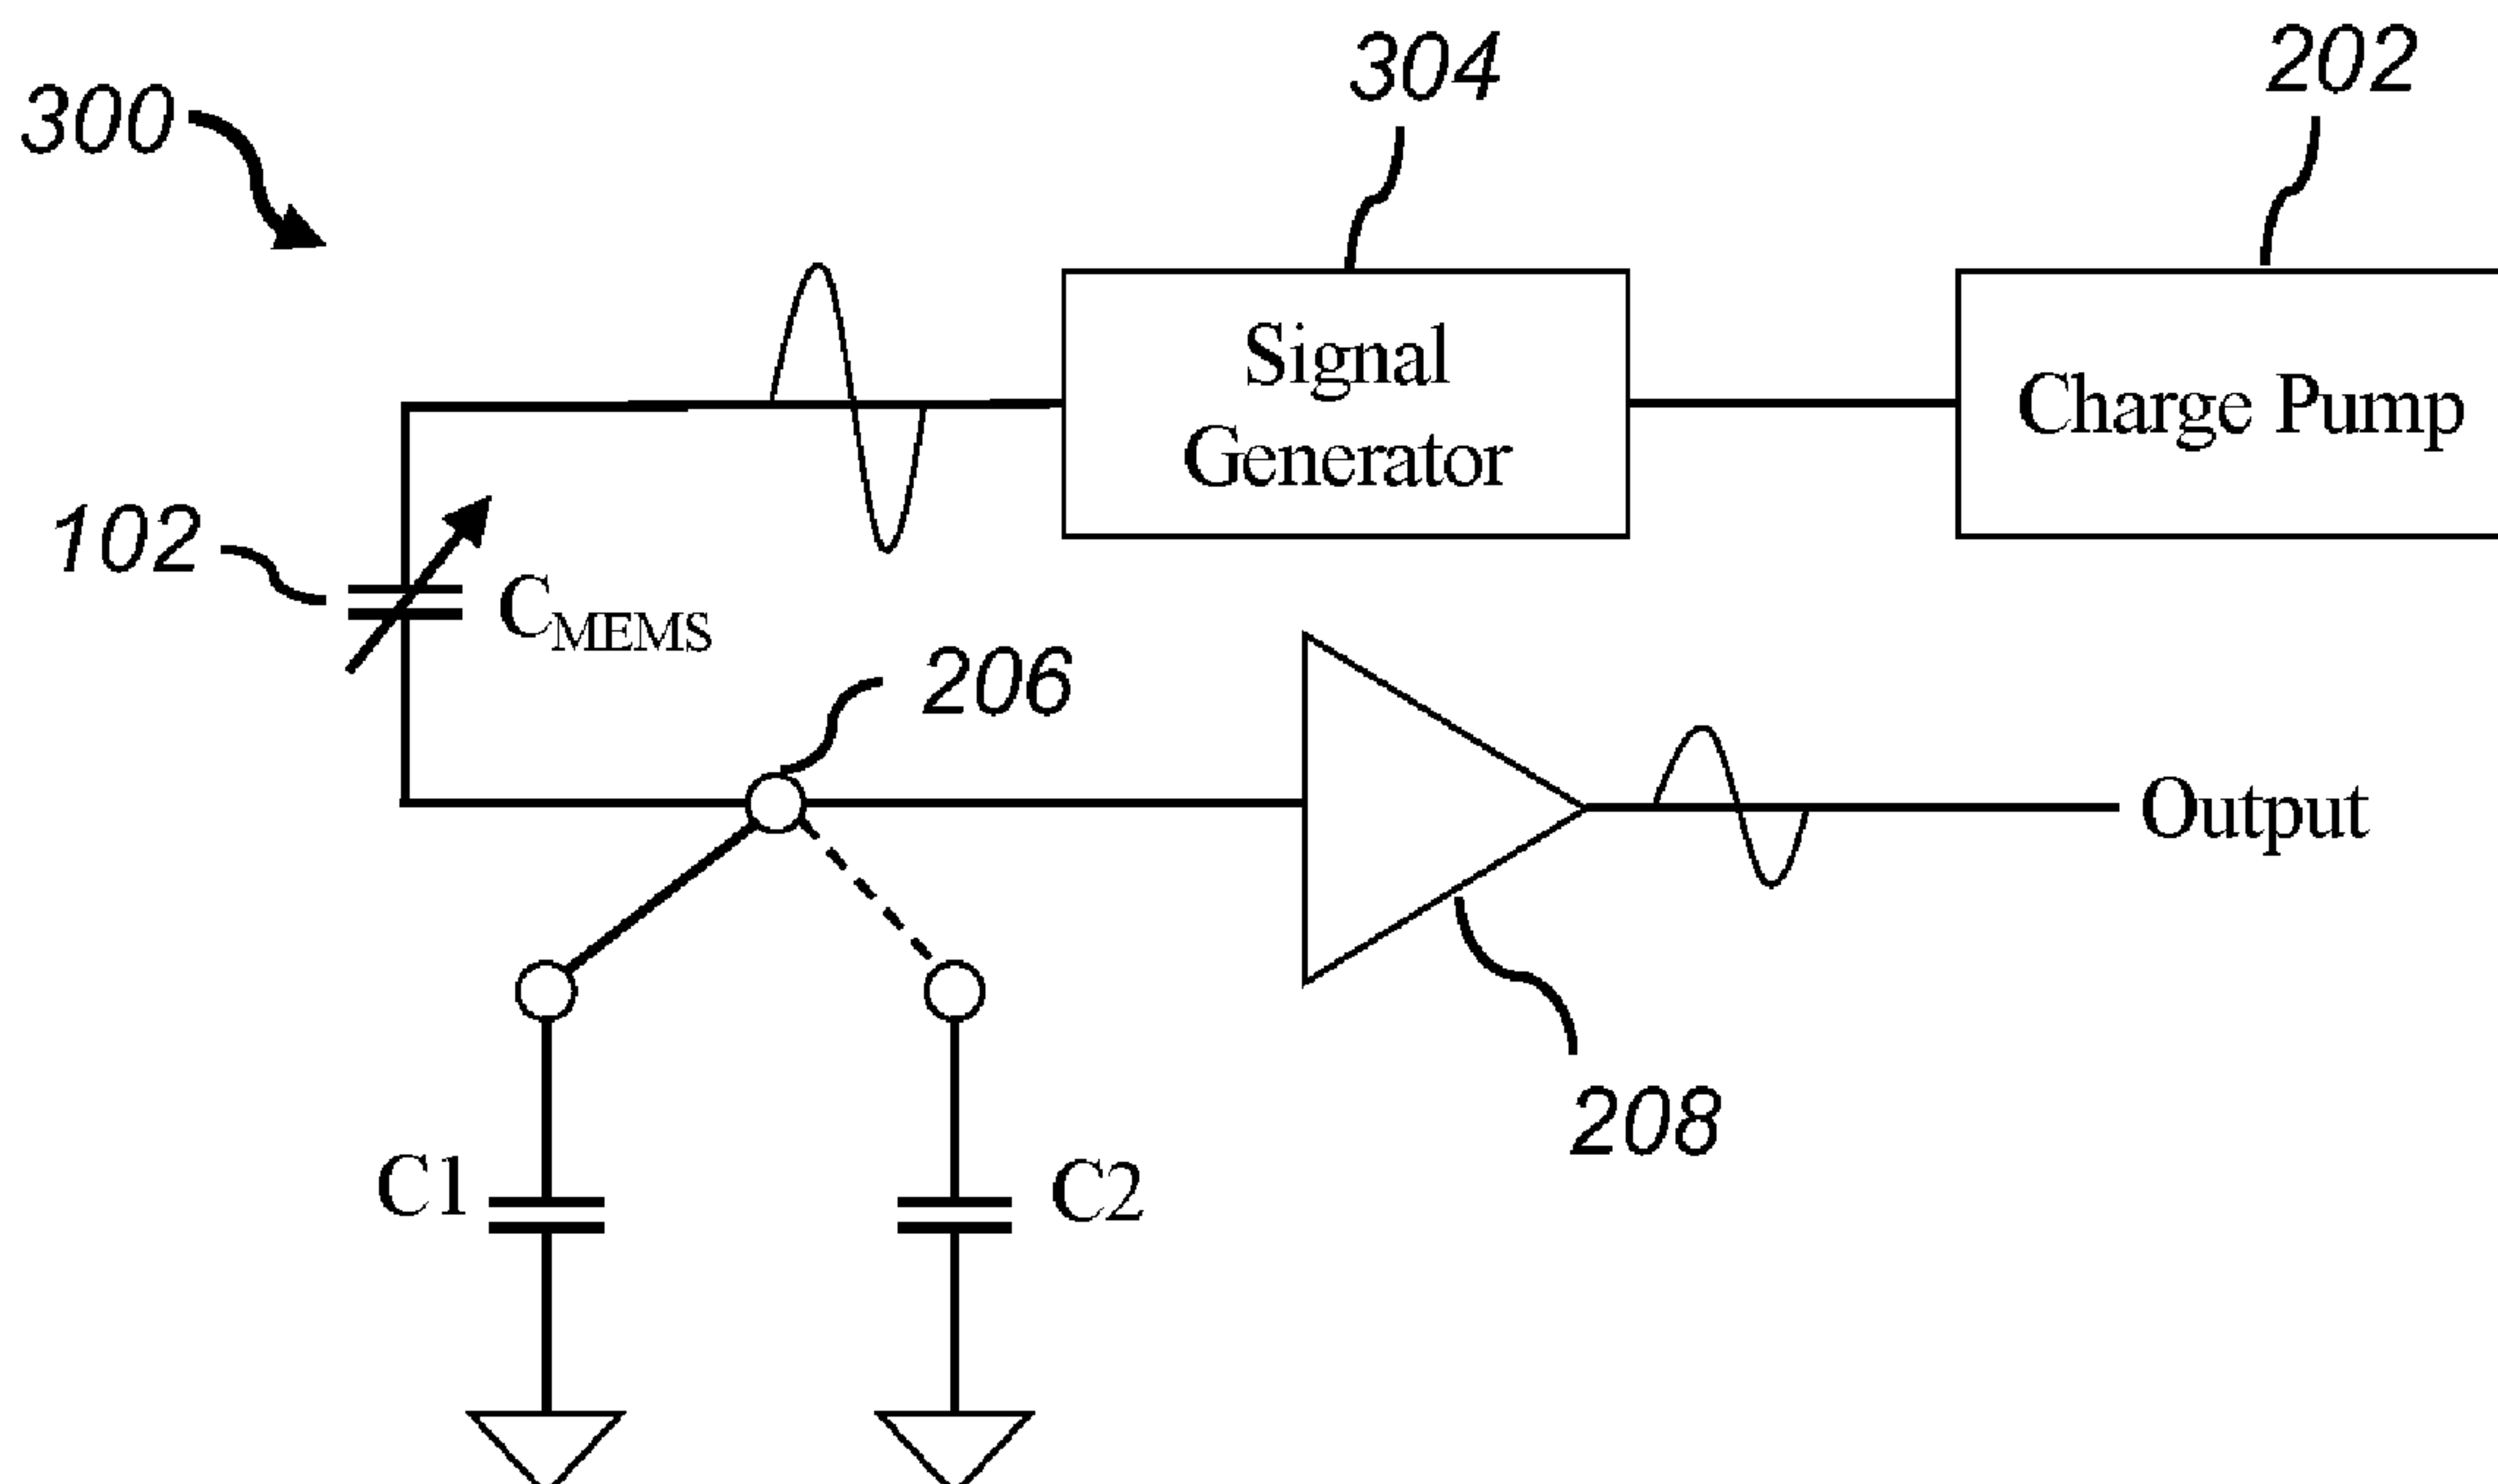 300
304
202
Signal
Generator
Charge Pump
102
CMEMS
206
Output
208
C1
C2